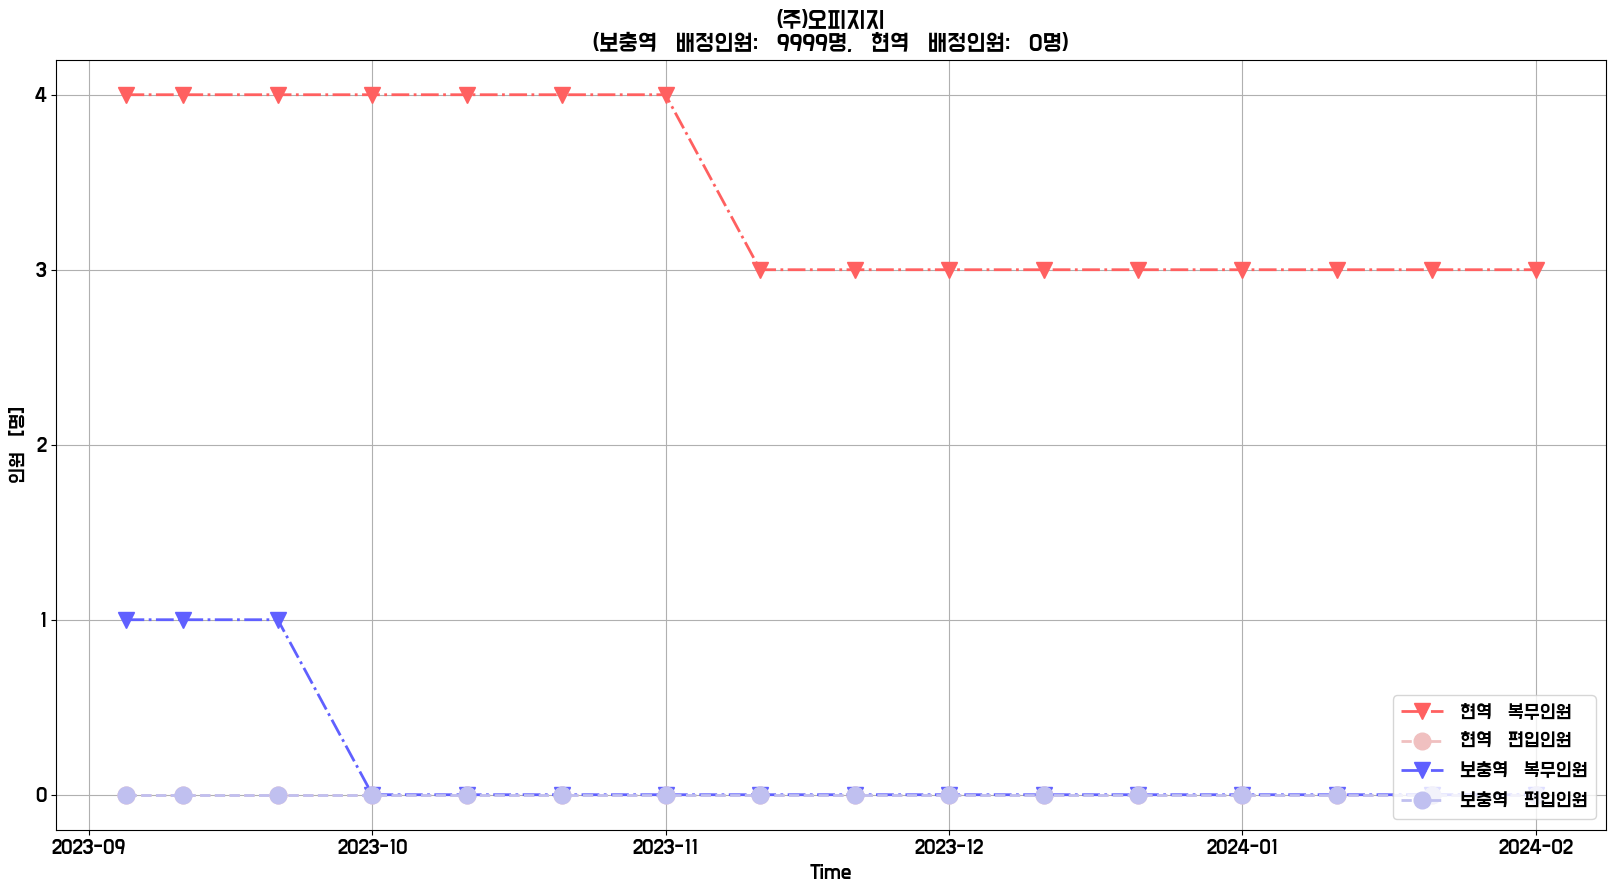 (주)오피지지
(보충역 배정인원: 9999명, 현역 배정인원: 0명)
인원 [명]
4
3
2
1
0
현역 복무인원
현역 편입인원
보충역 복무인원
보충역 편입인원
2023-09 2023-10 2023-11 2023-12 2024-01 2024-02
Time